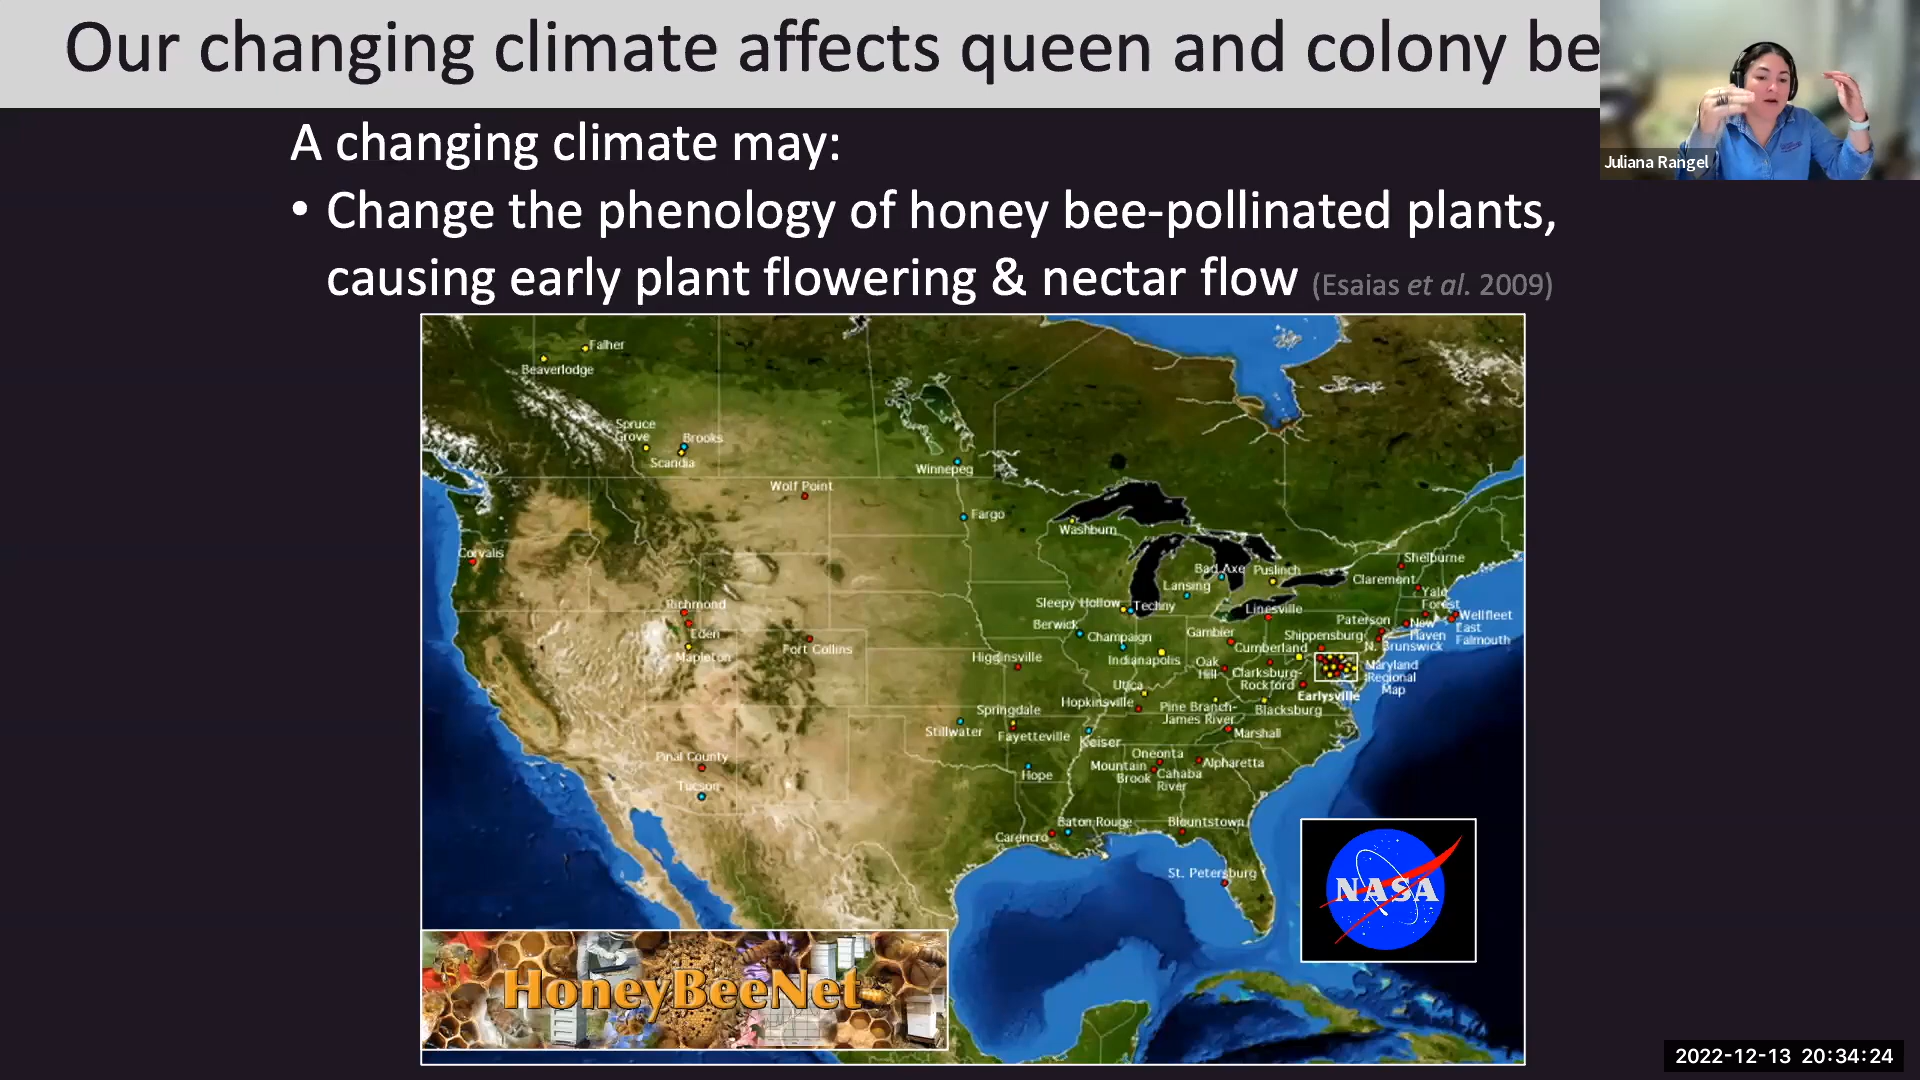 Our changing climate affects queen and colony be
Juliana Rangel
A changing climate may:
• Change the phenology of honey bee-pollinated plants,
causing early plant flowering & nectar flow (Esaias et al. 2009)
Falher
Beaverlodge
Spruce
Grove
Brooks
Scandia
Winnepeg
Wolf Point
Fargo
Washburn
Corvalis
Shelburne
Bad Axe
Puslinch
Claremont
Lansing
Yale
Forest
Richmond
Sleepy Hollow
Techny
Linesville
Wellfleet
East
Falmouth
Paterson
New
Haven
Berwick
Champaign
Gambier
Shippensburg
N. Brunswick
Eden
Mapleton
Fort Collins
Higginsville
Indianapolis
Oak
Hill
Cumberland
Clarksburg-
Rockford
Maryland
Regional
Map
Utica
Earlysville
Hopkinsville
Pine Branch-
James River
Blacksburg
Springdale
Stillwater
Fayetteville
Keiser
Marshall
Pinal County
Oneonta
Mountain
Brook
Cahaba
River
Alpharetta
Hope
Tucson
Carencro
Baton Rouge
Blountstown
St. Petersburg
NASA
HoneyBeeNet
2022-12-13 20:34:24